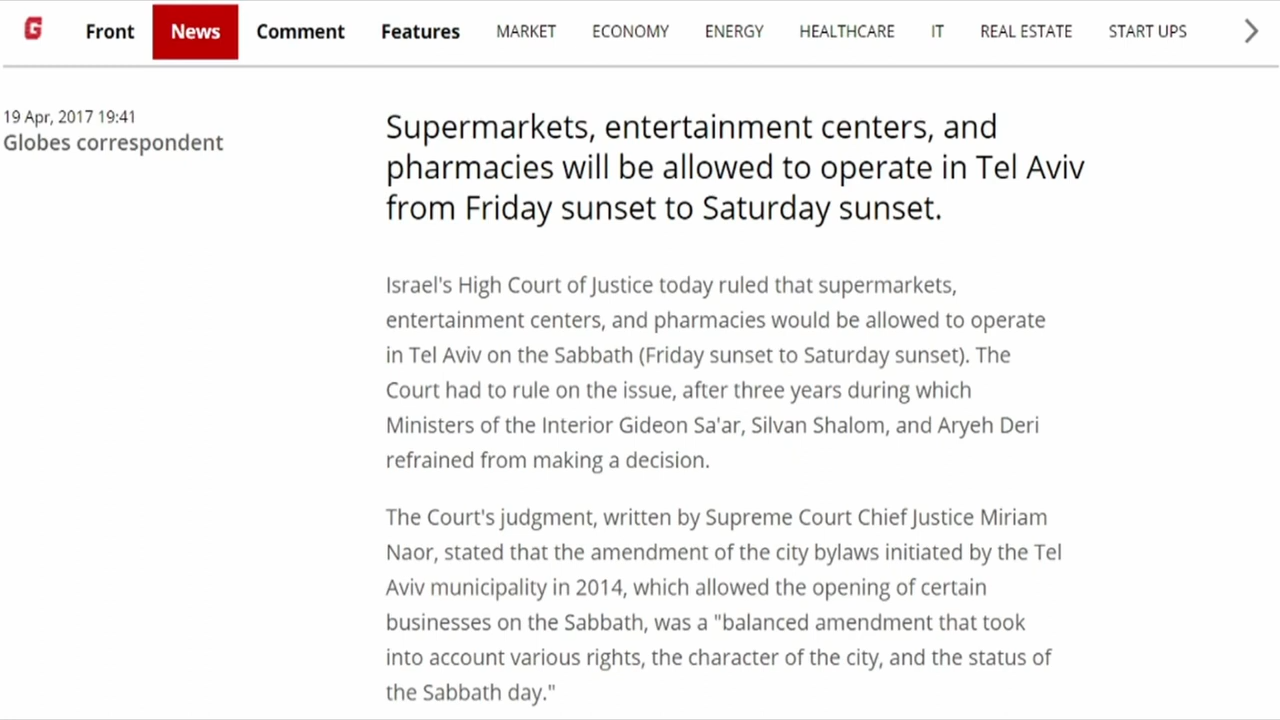 G Front News Comment Features MARKET ECONOMY ENERGY HEALTHCARE IT REAL ESTATE START UPS
19 Apr, 2017 19:41
Globes correspondent
Supermarkets, entertainment centers, and
pharmacies will be allowed to operate in Tel Aviv
from Friday sunset to Saturday sunset.
Israel's High Court of Justice today ruled that supermarkets,
entertainment centers, and pharmacies would be allowed to operate
in Tel Aviv on the Sabbath (Friday sunset to Saturday sunset). The
Court had to rule on the issue, after three years during which
Ministers of the Interior Gideon Sa'ar, Silvan Shalom, and Aryeh Deri
refrained from making a decision.
The Court's judgment, written by Supreme Court Chief Justice Miriam
Naor, stated that the amendment of the city bylaws initiated by the Tel
Aviv municipality in 2014, which allowed the opening of certain
businesses on the Sabbath, was a "balanced amendment that took
into account various rights, the character of the city, and the status of
the Sabbath day."